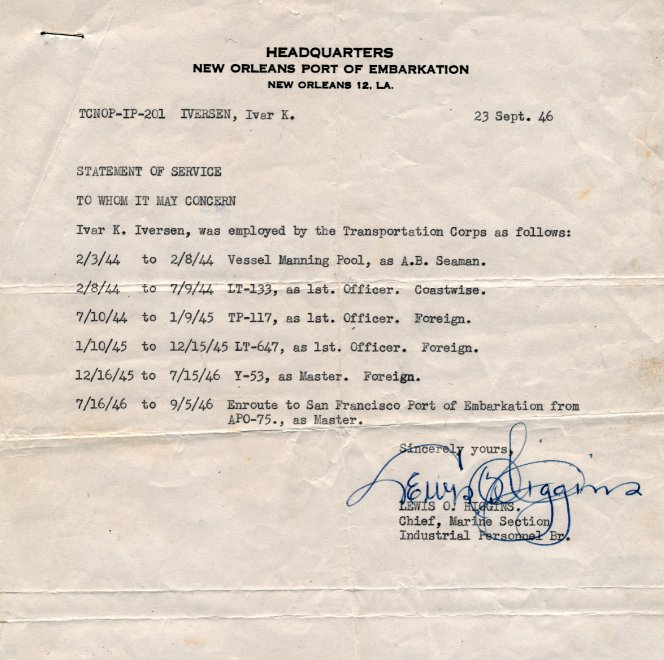 HEADQUARTERS
NEW ORLEANS PORT OF EMBARKATION
NEW ORLEANS 12, LA.
TCNOP-IP-201 IVERSEN, Ivar K. 23 Sept. 46
STATEMENT OF SERVICE
TO WHOM IT MAY CONCERN
Ivar K. Iversen, was employed by the Transportation Corps as follows:
2/3/44 to 2/8/44 Vessel Manning Pool, as A.B. Seaman.
2/8/44 to 7/9/44 LT-133, as 1st. Officer. Coastwise.
7/10/44 to 1/9/45 TP-117, as 1st. Officer. Foreign.
1/10/45 to 12/15/45 LT-647, as 1st. Officer. Foreign.
12/16/45 to 7/15/46 Y-53, as Master. Foreign.
7/16/46 to 9/5/46 Enroute to San Francisco Port of Embarkation from
APO-75., as Master.
Sincerely yours,
Lewis O. Higgins
LEWIS O. HIGGINS.
Chief, Marine Section
Industrial Personnel Br.